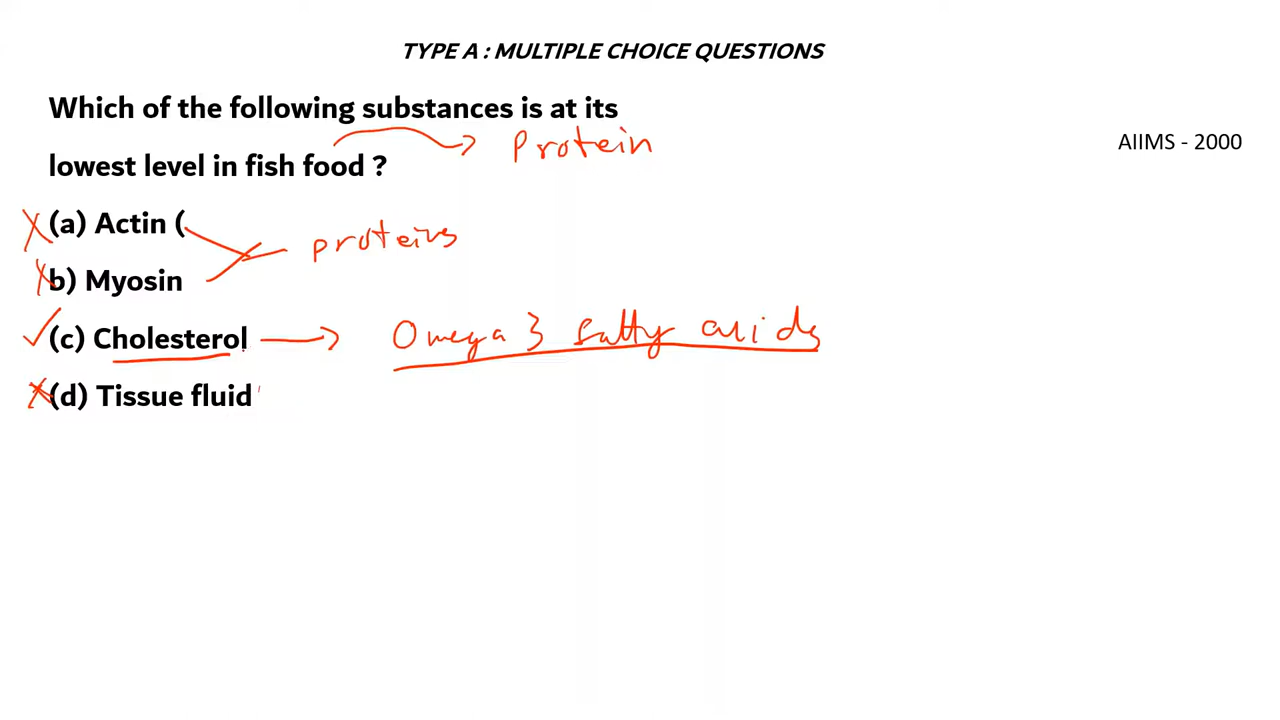 TYPE A : MULTIPLE CHOICE QUESTIONS
Which of the following substances is at its
lowest level in fish food ?
Protein
AIIMS - 2000
(a) Actin (
proteins
b) Myosin
(c) Cholesterol
Omega 3 fatty acids
(d) Tissue fluid